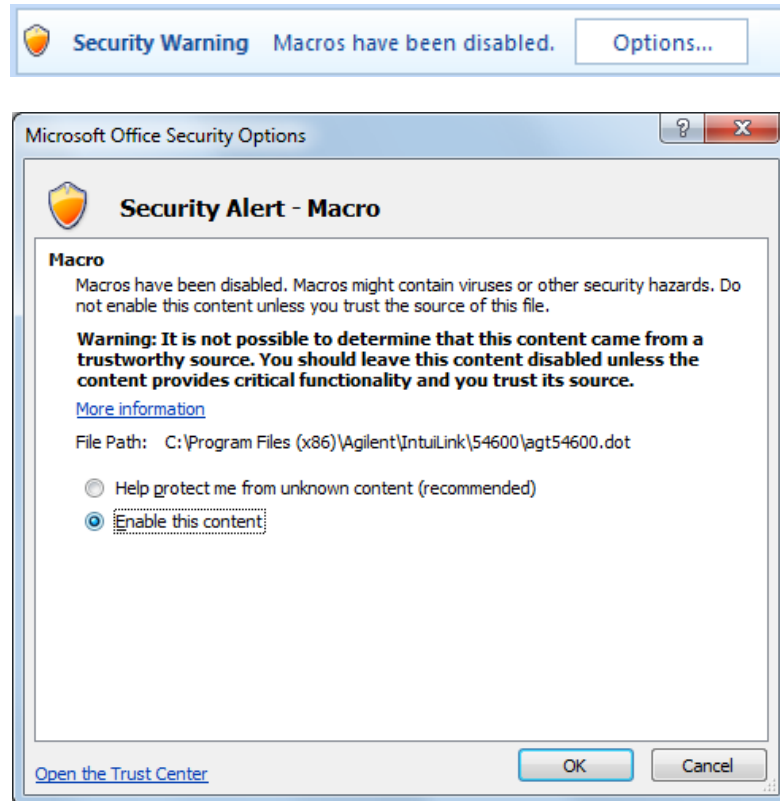 Security Warning Macros have been disabled. Options...
Microsoft Office Security Options
Security Alert - Macro
Macro
Macros have been disabled. Macros might contain viruses or other security hazards. Do
not enable this content unless you trust the source of this file.
Warning: It is not possible to determine that this content came from a
trustworthy source. You should leave this content disabled unless the
content provides critical functionality and you trust its source.
More information
File Path: C:\Program Files (x86)\Agilent\IntuiLink\54600\agt54600.dot
Help protect me from unknown content (recommended)
Enable this content
Open the Trust Center OK Cancel